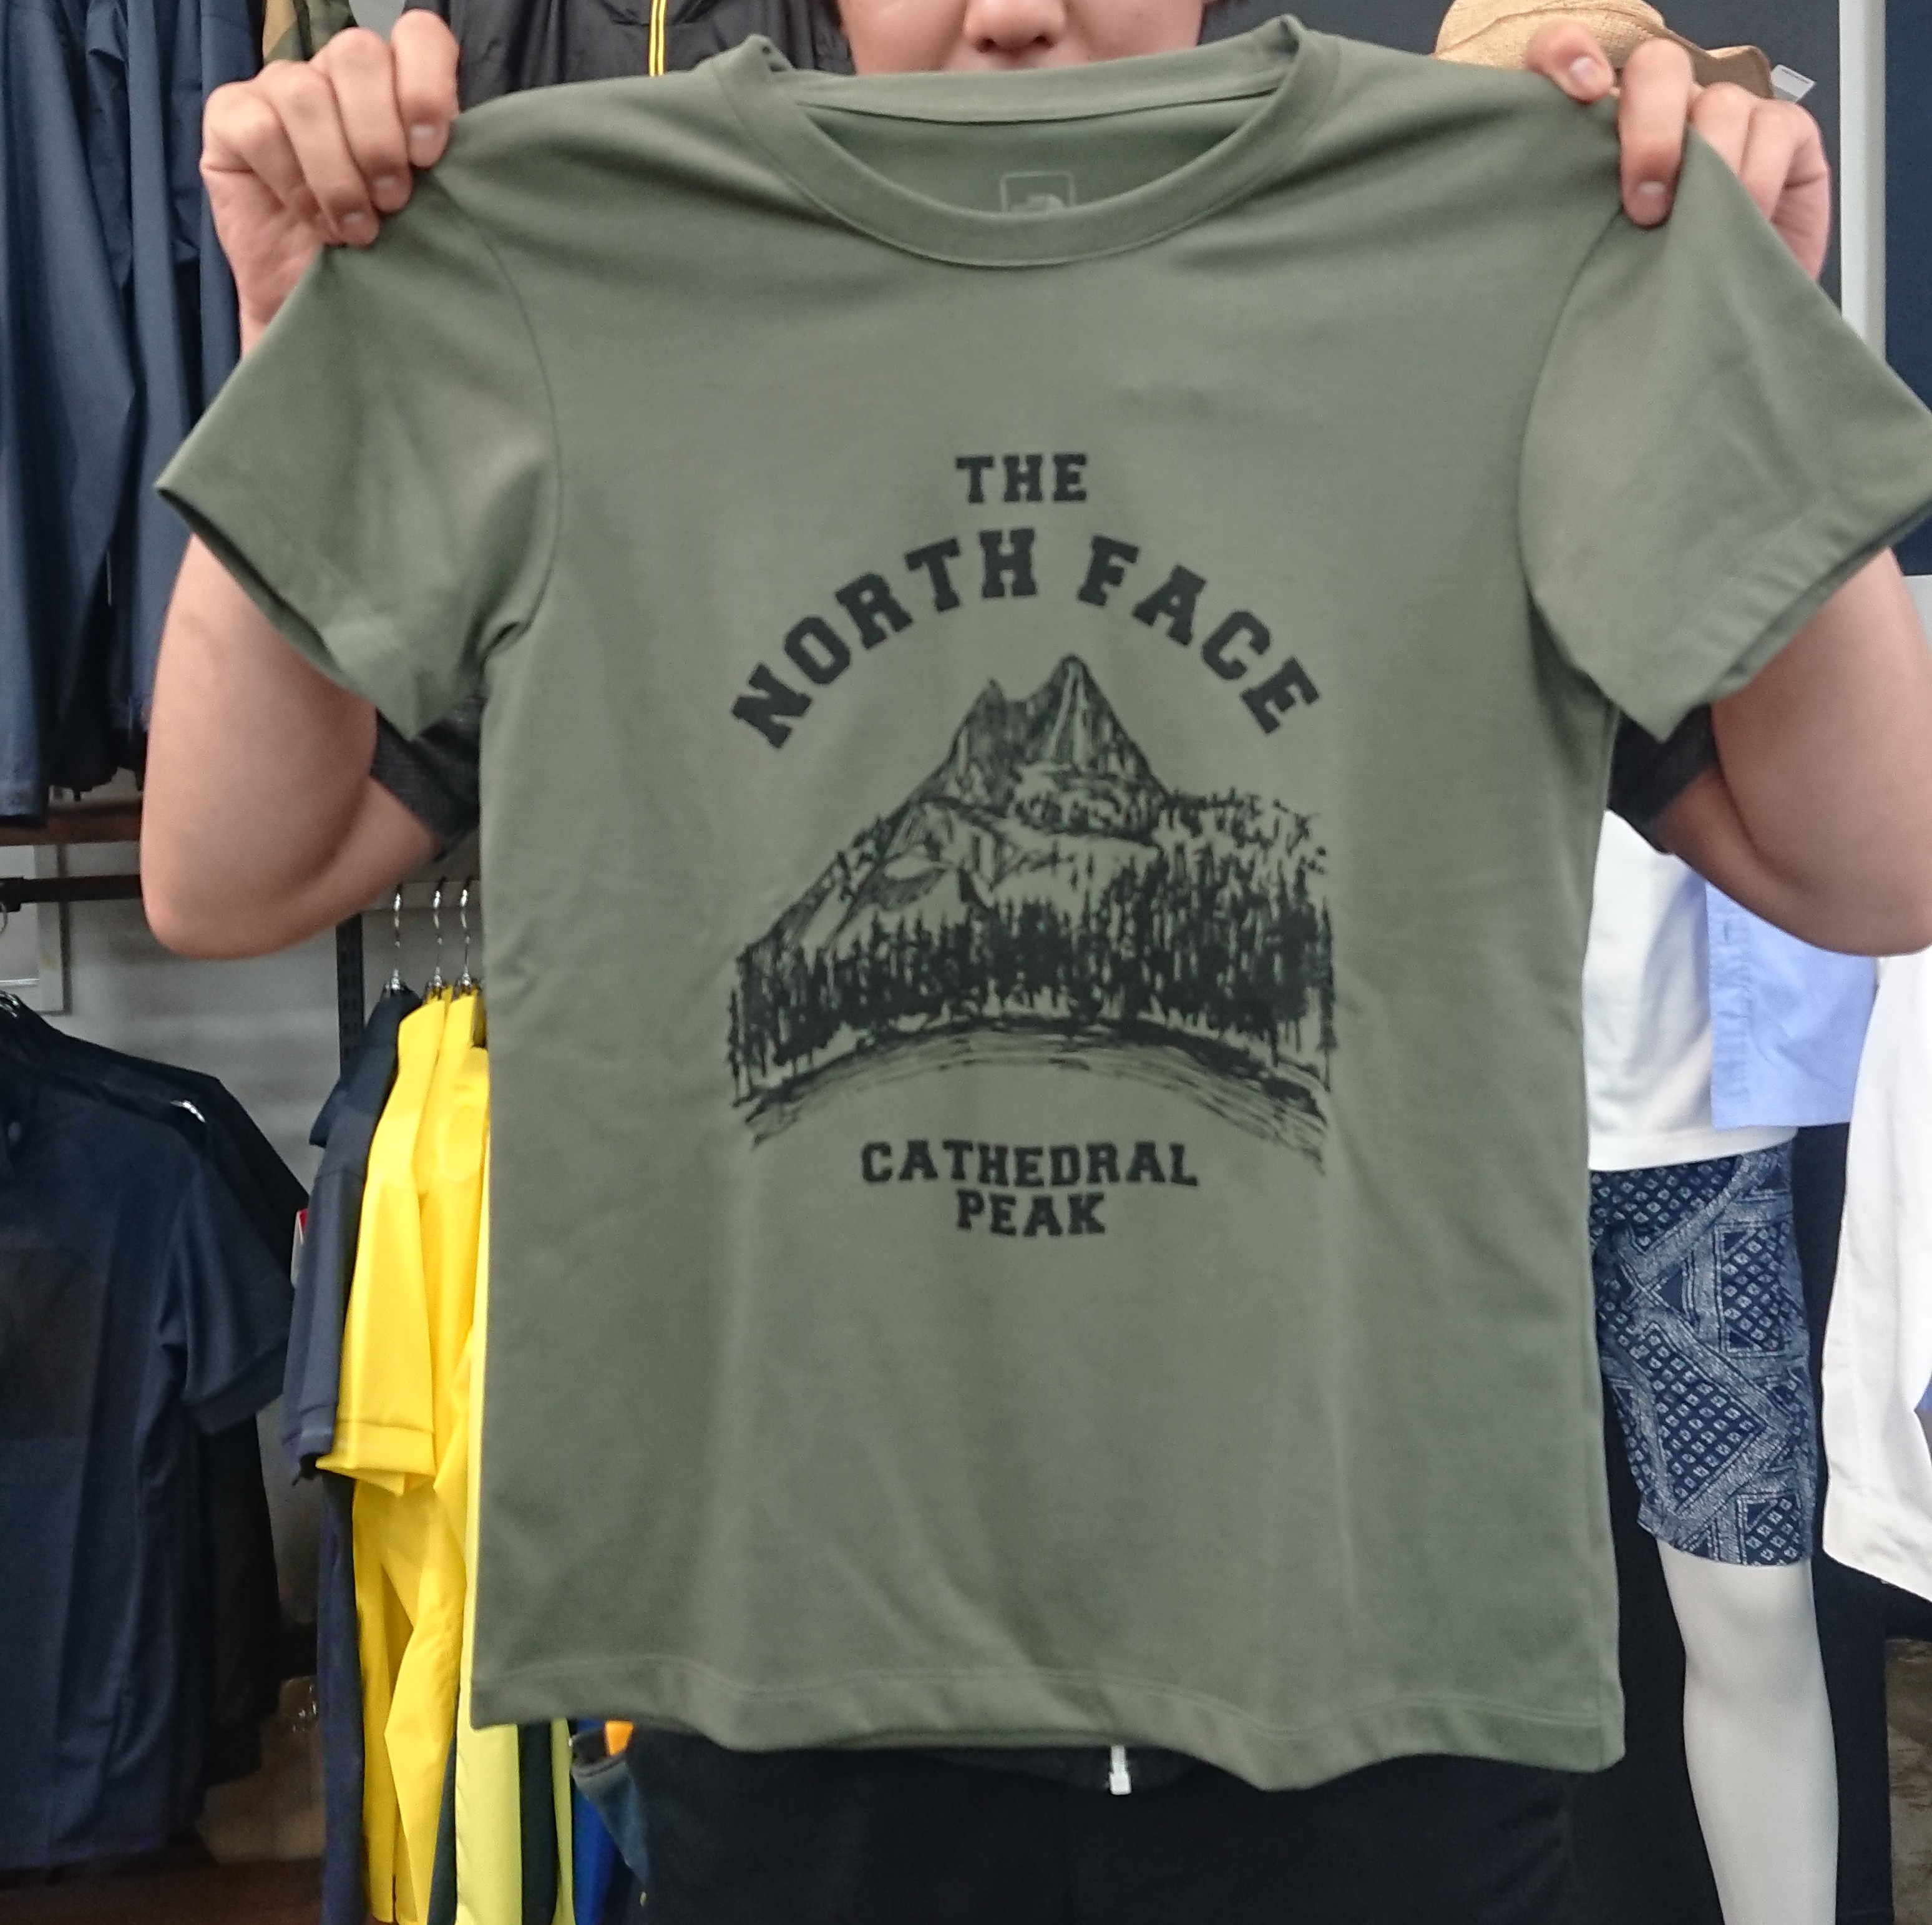 THE
NORTH FACE
CATHEDRAL
PEAK